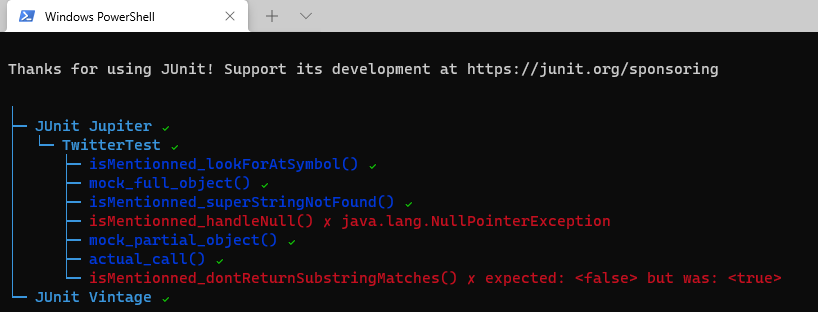 Windows PowerShell
Thanks for using JUnit! Support its development at https://junit.org/sponsoring
JUnit Jupiter ✓
TwitterTest ✓
isMentionned_lookForAtSymbol() ✓
mock_full_object() ✓
isMentionned_superStringNotFound() ✓
isMentionned_handleNull() ✗ java.lang.NullPointerException
mock_partial_object() ✓
actual_call() ✓
isMentionned_dontReturnSubstringMatches() ✗ expected: <false> but was: <true>
JUnit Vintage ✓